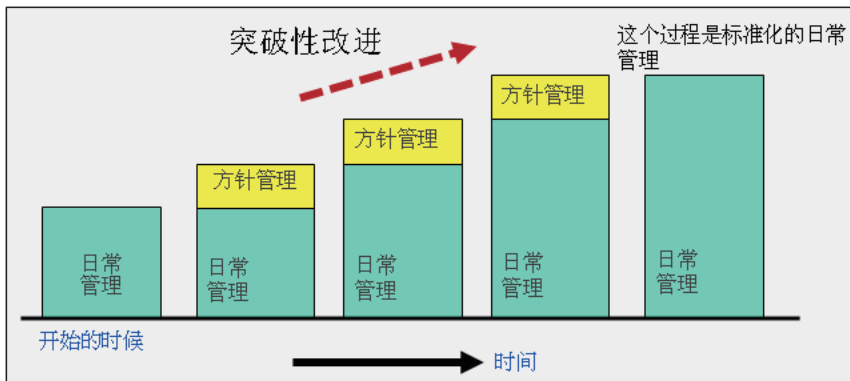 突破性改进
这个过程是标准化的日常
管理
方针管理
方针管理
方针管理
日常
管理
日常
管理
日常
管理
日常
管理
日常
管理
开始的时候
时间